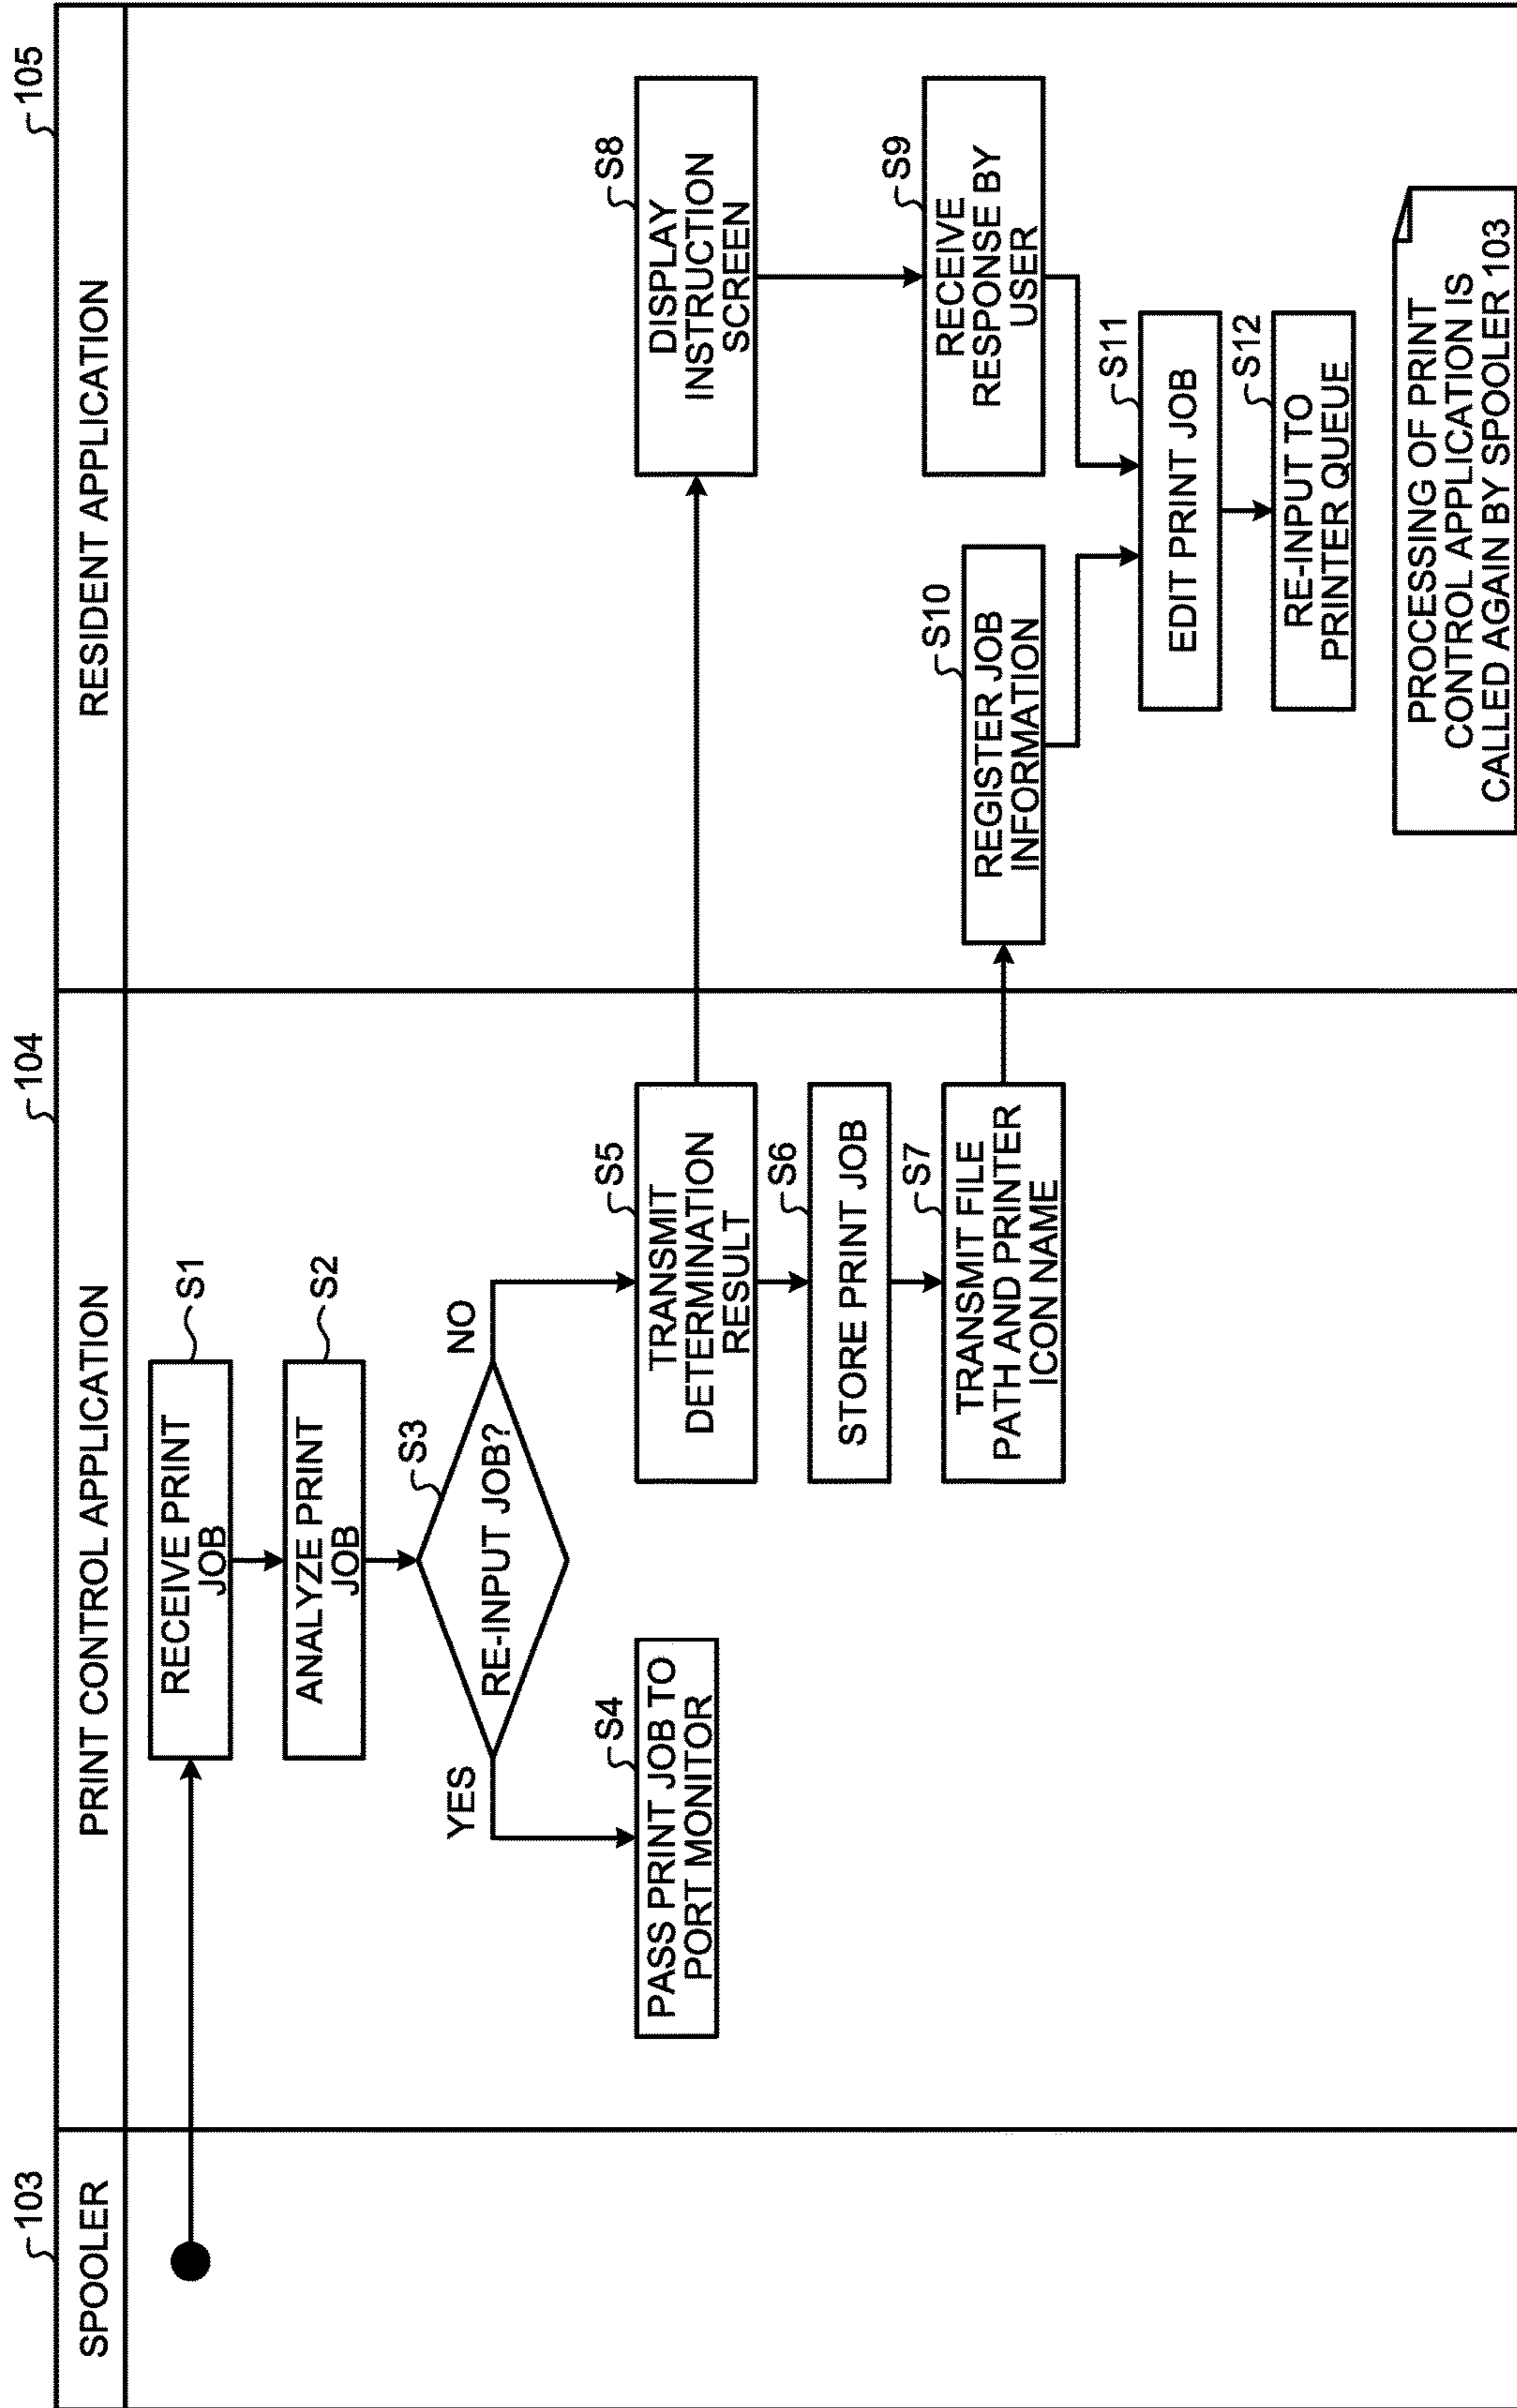 103
104
105
SPOOLER
PRINT CONTROL APPLICATION
RESIDENT APPLICATION
S1
RECEIVE PRINT
JOB
S2
ANALYZE PRINT
JOB
S3
RE-INPUT JOB?
YES
NO
S4
PASS PRINT JOB TO
PORT MONITOR
S5
TRANSMIT
DETERMINATION
RESULT
S6
STORE PRINT JOB
S7
TRANSMIT FILE
PATH AND PRINTER
ICON NAME
S8
DISPLAY
INSTRUCTION
SCREEN
S9
RECEIVE
RESPONSE BY
USER
S10
REGISTER JOB
INFORMATION
S11
EDIT PRINT JOB
S12
RE-INPUT TO
PRINTER QUEUE
PROCESSING OF PRINT
CONTROL APPLICATION IS
CALLED AGAIN BY SPOOLER 103